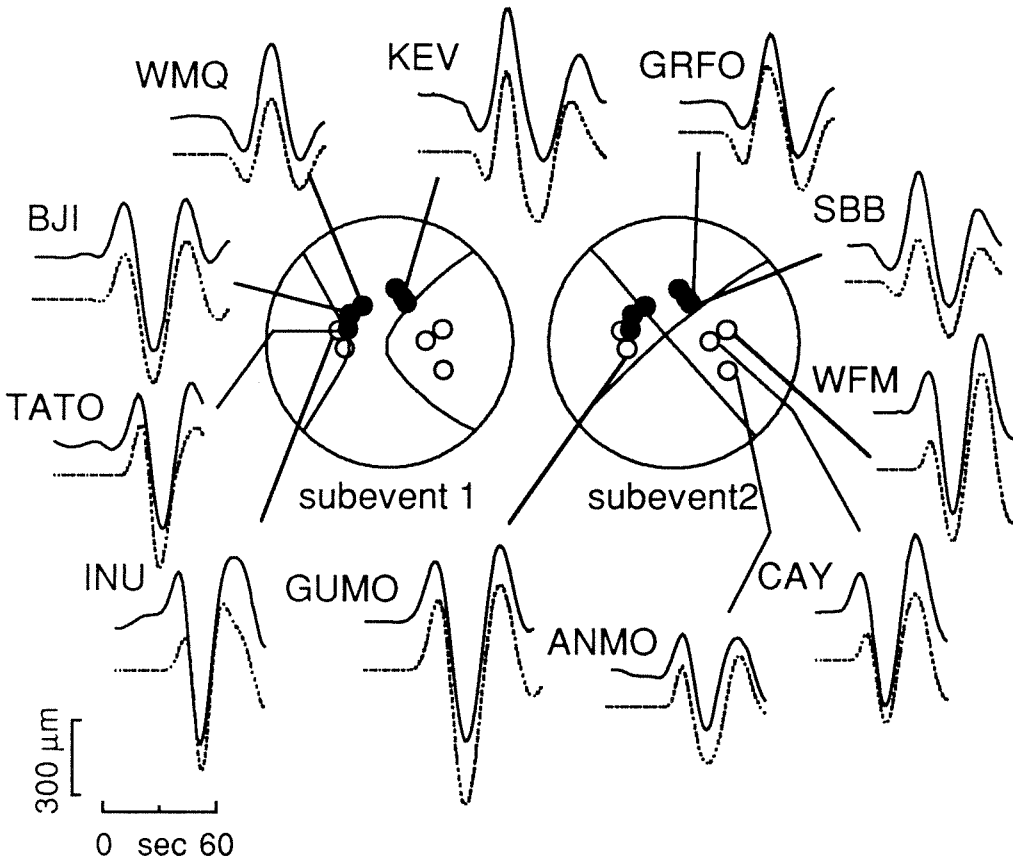 KEV
GRFO
WMQ
BJI
SBB
TATO
WFM
subevent 1
subevent2
INU
GUMO
CAY
ANMO
300 μm
0 sec 60